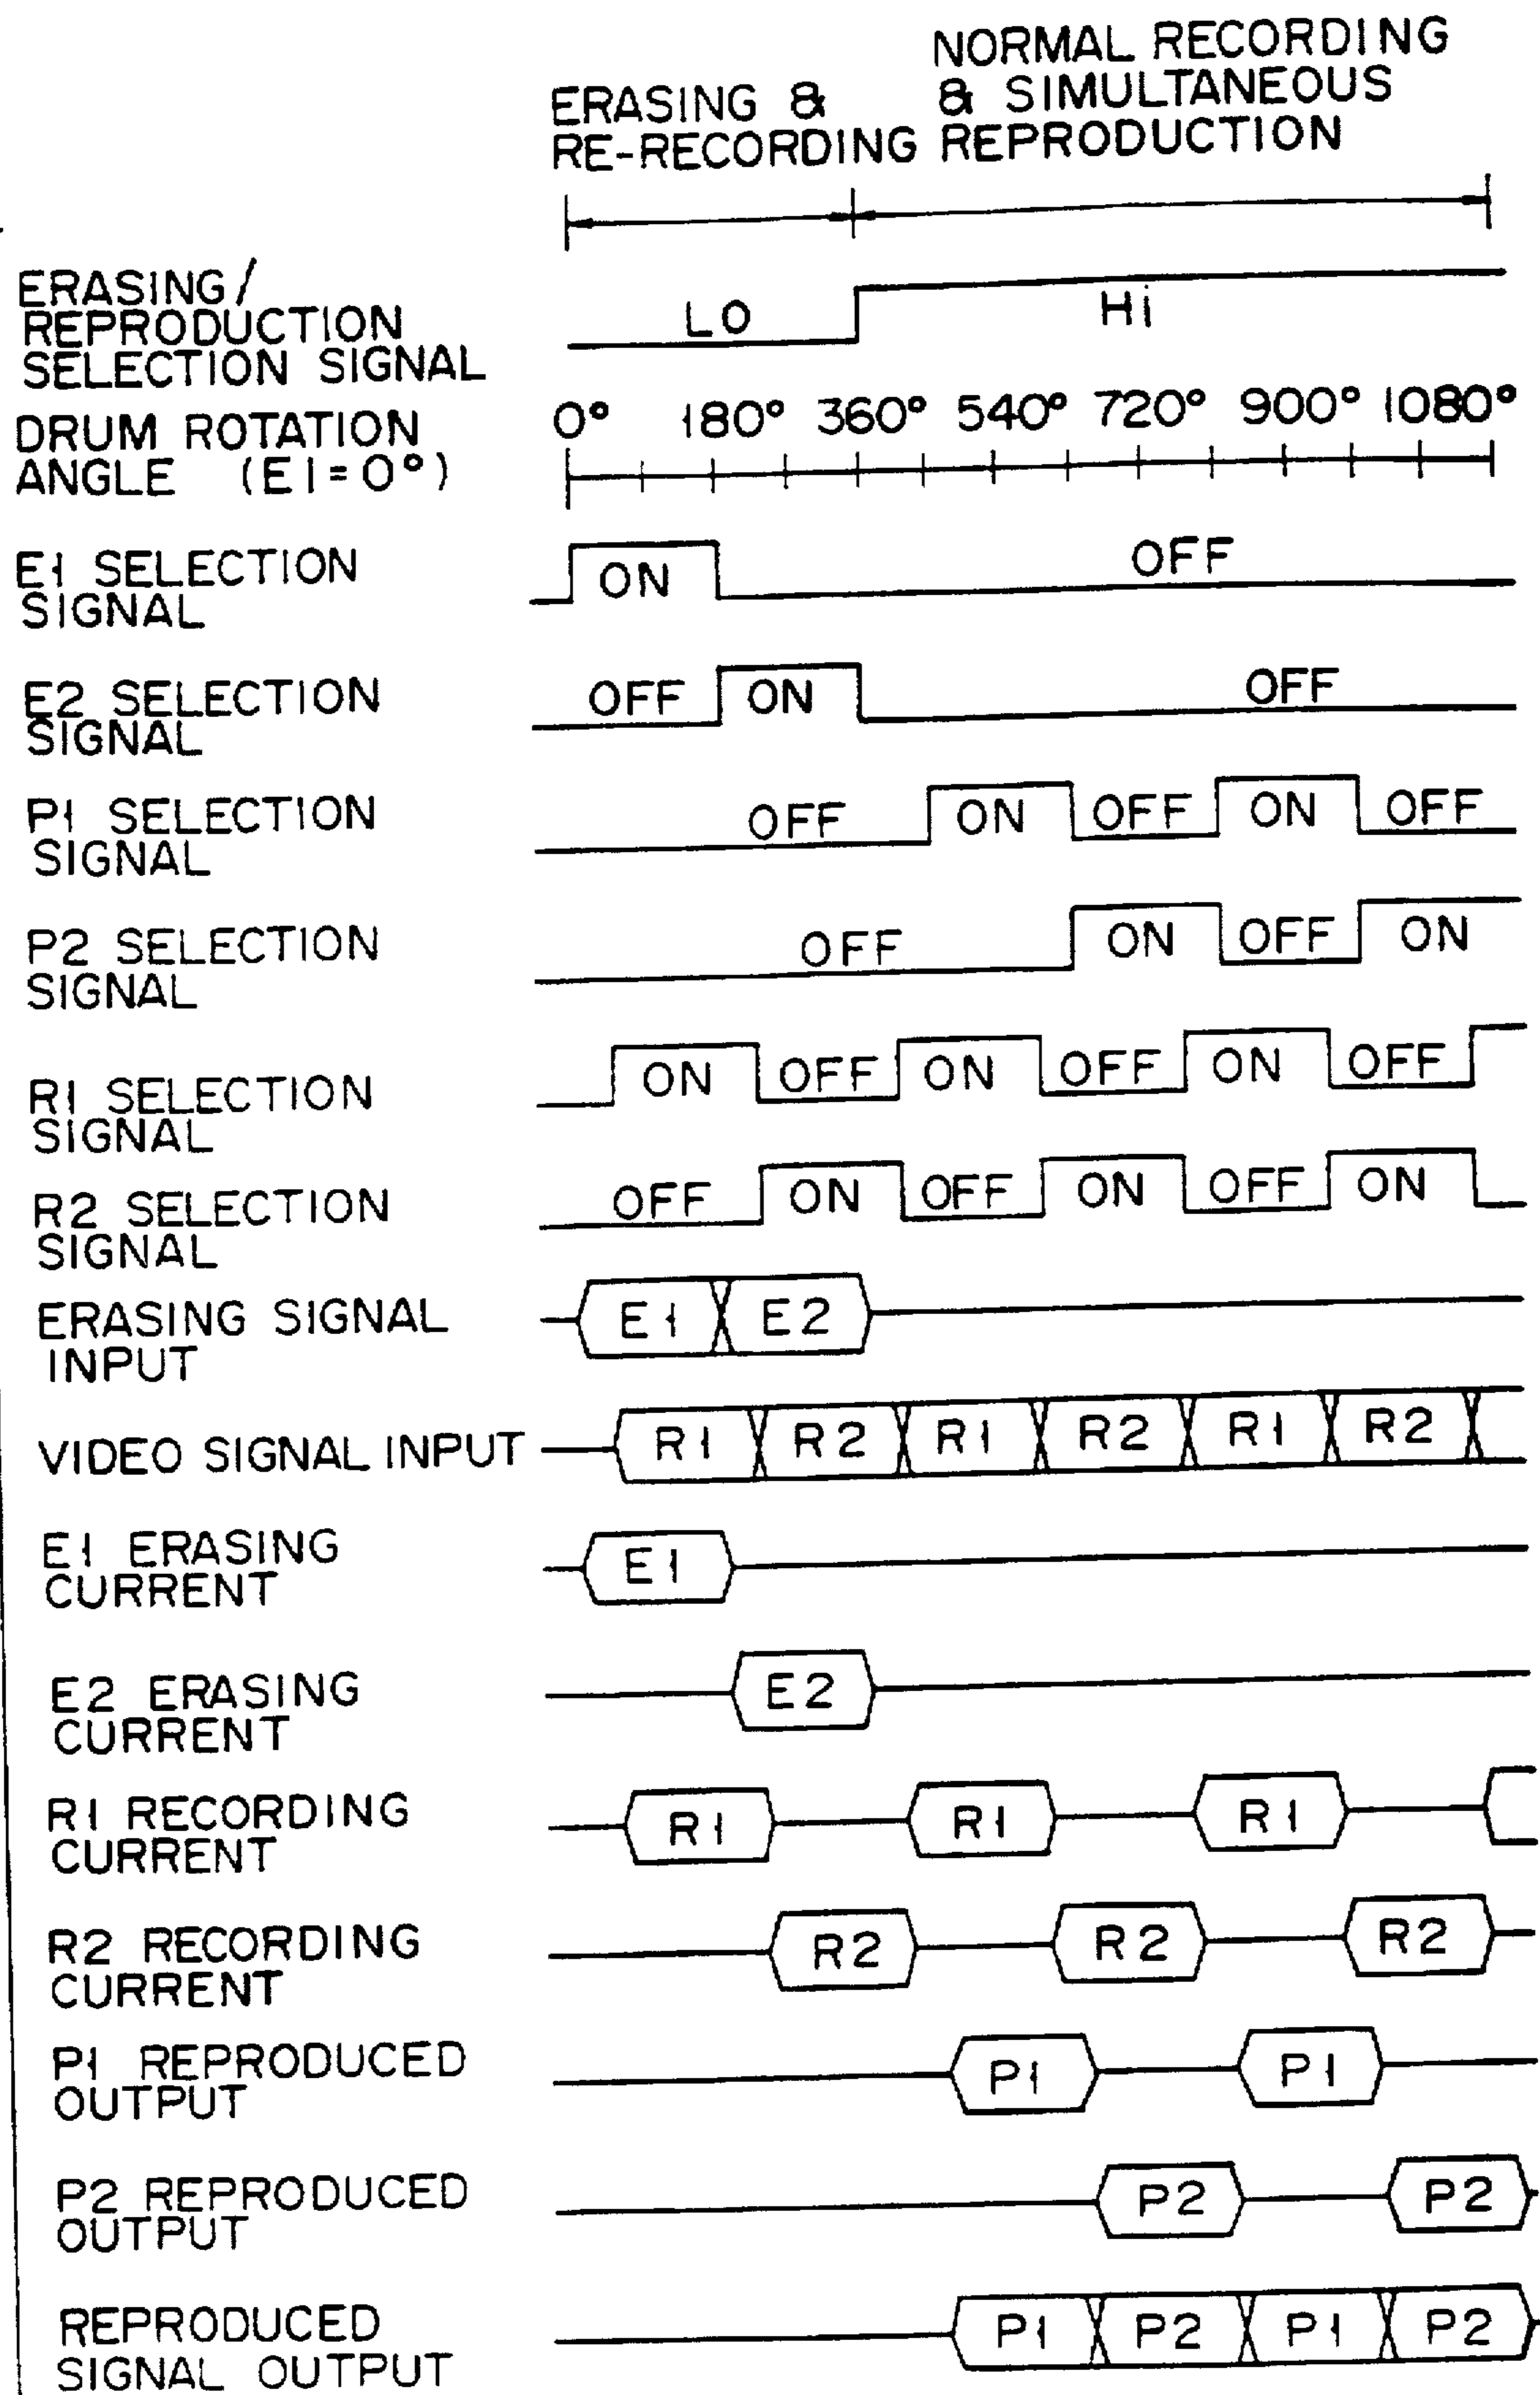 NORMAL RECORDING
ERASING & & SIMULTANEOUS
RE-RECORDING REPRODUCTION
ERASING/
REPRODUCTION
SELECTION SIGNAL
LO Hi
DRUM ROTATION
ANGLE (E1=0°)
0° 180° 360° 540° 720° 900° 1080°
E1 SELECTION
SIGNAL
ON OFF
E2 SELECTION
SIGNAL
OFF ON OFF
P1 SELECTION
SIGNAL
OFF ON OFF ON OFF
P2 SELECTION
SIGNAL
OFF ON OFF ON
R1 SELECTION
SIGNAL
ON OFF ON OFF ON OFF
R2 SELECTION
SIGNAL
OFF ON OFF ON OFF ON
ERASING SIGNAL
INPUT
E1 E2
VIDEO SIGNAL INPUT
R1 R2 R1 R2 R1 R2
E1 ERASING
CURRENT
E1
E2 ERASING
CURRENT
E2
R1 RECORDING
CURRENT
R1 R1 R1
R2 RECORDING
CURRENT
R2 R2 R2
P1 REPRODUCED
OUTPUT
P1 P1
P2 REPRODUCED
OUTPUT
P2 P2
REPRODUCED
SIGNAL OUTPUT
P1 P2 P1 P2